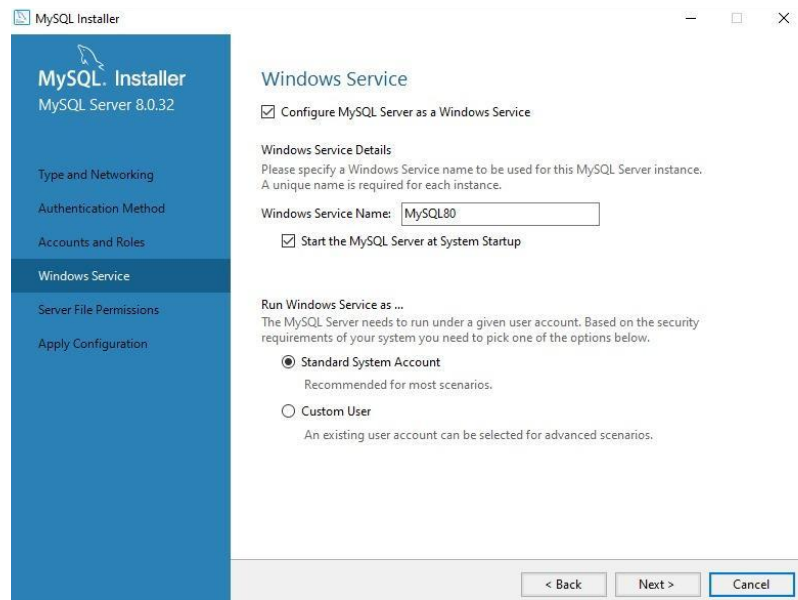 MySQL Installer
MySQL. Installer
MySQL Server 8.0.32
Type and Networking
Authentication Method
Accounts and Roles
Windows Service
Server File Permissions
Apply Configuration
Windows Service
Configure MySQL Server as a Windows Service
Windows Service Details
Please specify a Windows Service name to be used for this MySQL Server instance.
A unique name is required for each instance.
Windows Service Name: MySQL80
Start the MySQL Server at System Startup
Run Windows Service as ...
The MySQL Server needs to run under a given user account. Based on the security
requirements of your system you need to pick one of the options below.
Standard System Account
Recommended for most scenarios.
Custom User
An existing user account can be selected for advanced scenarios.
< Back Next > Cancel